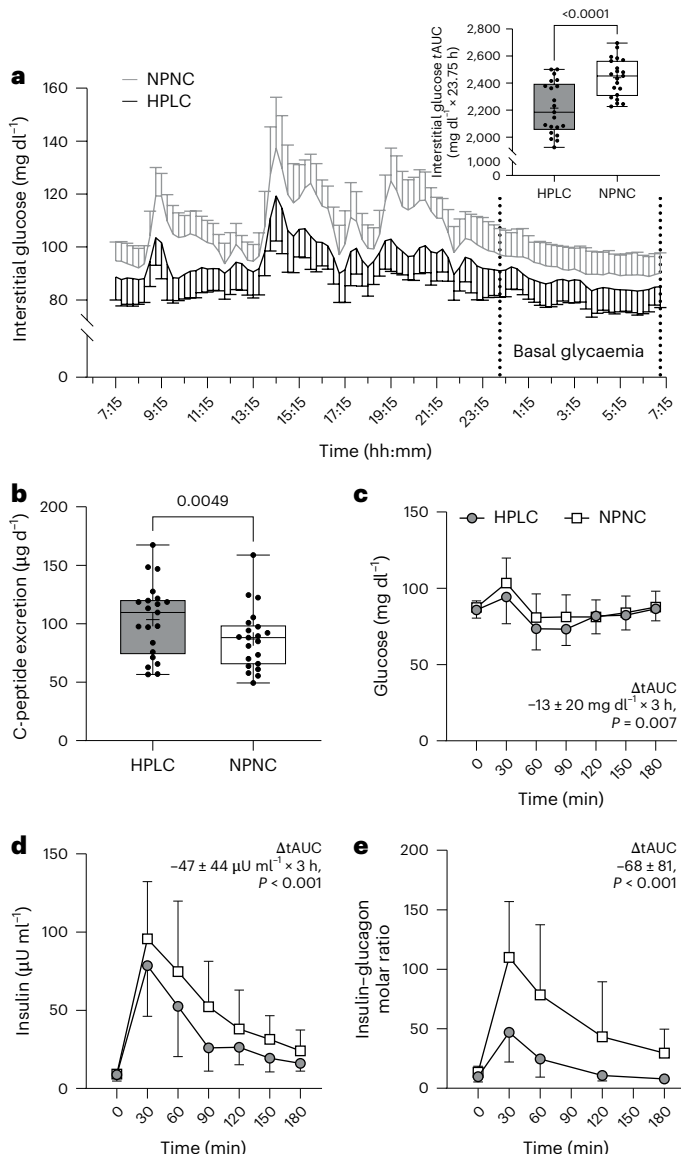 a
NPNC
HPLC
Interstitial glucose (mg dl⁻¹)
160
140
120
100
80
0
7:15
9:15
11:15
13:15
15:15
17:15
19:15
21:15
23:15
1:15
3:15
5:15
7:15
Time (hh:mm)
Basal glycaemia
<0.0001
Interstitial glucose tAUC
(mg dl⁻¹ × 23.75 h)
2,800
2,600
2,400
2,200
2,000
1,000
0
HPLC
NPNC
b
0.0049
C-peptide excretion (µg d⁻¹)
200
150
100
50
0
HPLC
NPNC
c
HPLC
NPNC
Glucose (mg dl⁻¹)
150
100
50
0
ΔtAUC
−13 ± 20 mg dl⁻¹ × 3 h,
P = 0.007
0
30
60
90
120
150
180
Time (min)
d
ΔtAUC
−47 ± 44 µU ml⁻¹ × 3 h,
P < 0.001
Insulin (µU ml⁻¹)
150
100
50
0
0
30
60
90
120
150
180
Time (min)
e
ΔtAUC
−68 ± 81,
P < 0.001
Insulin–glucagon
molar ratio
200
150
100
50
0
0
30
60
90
120
150
180
Time (min)